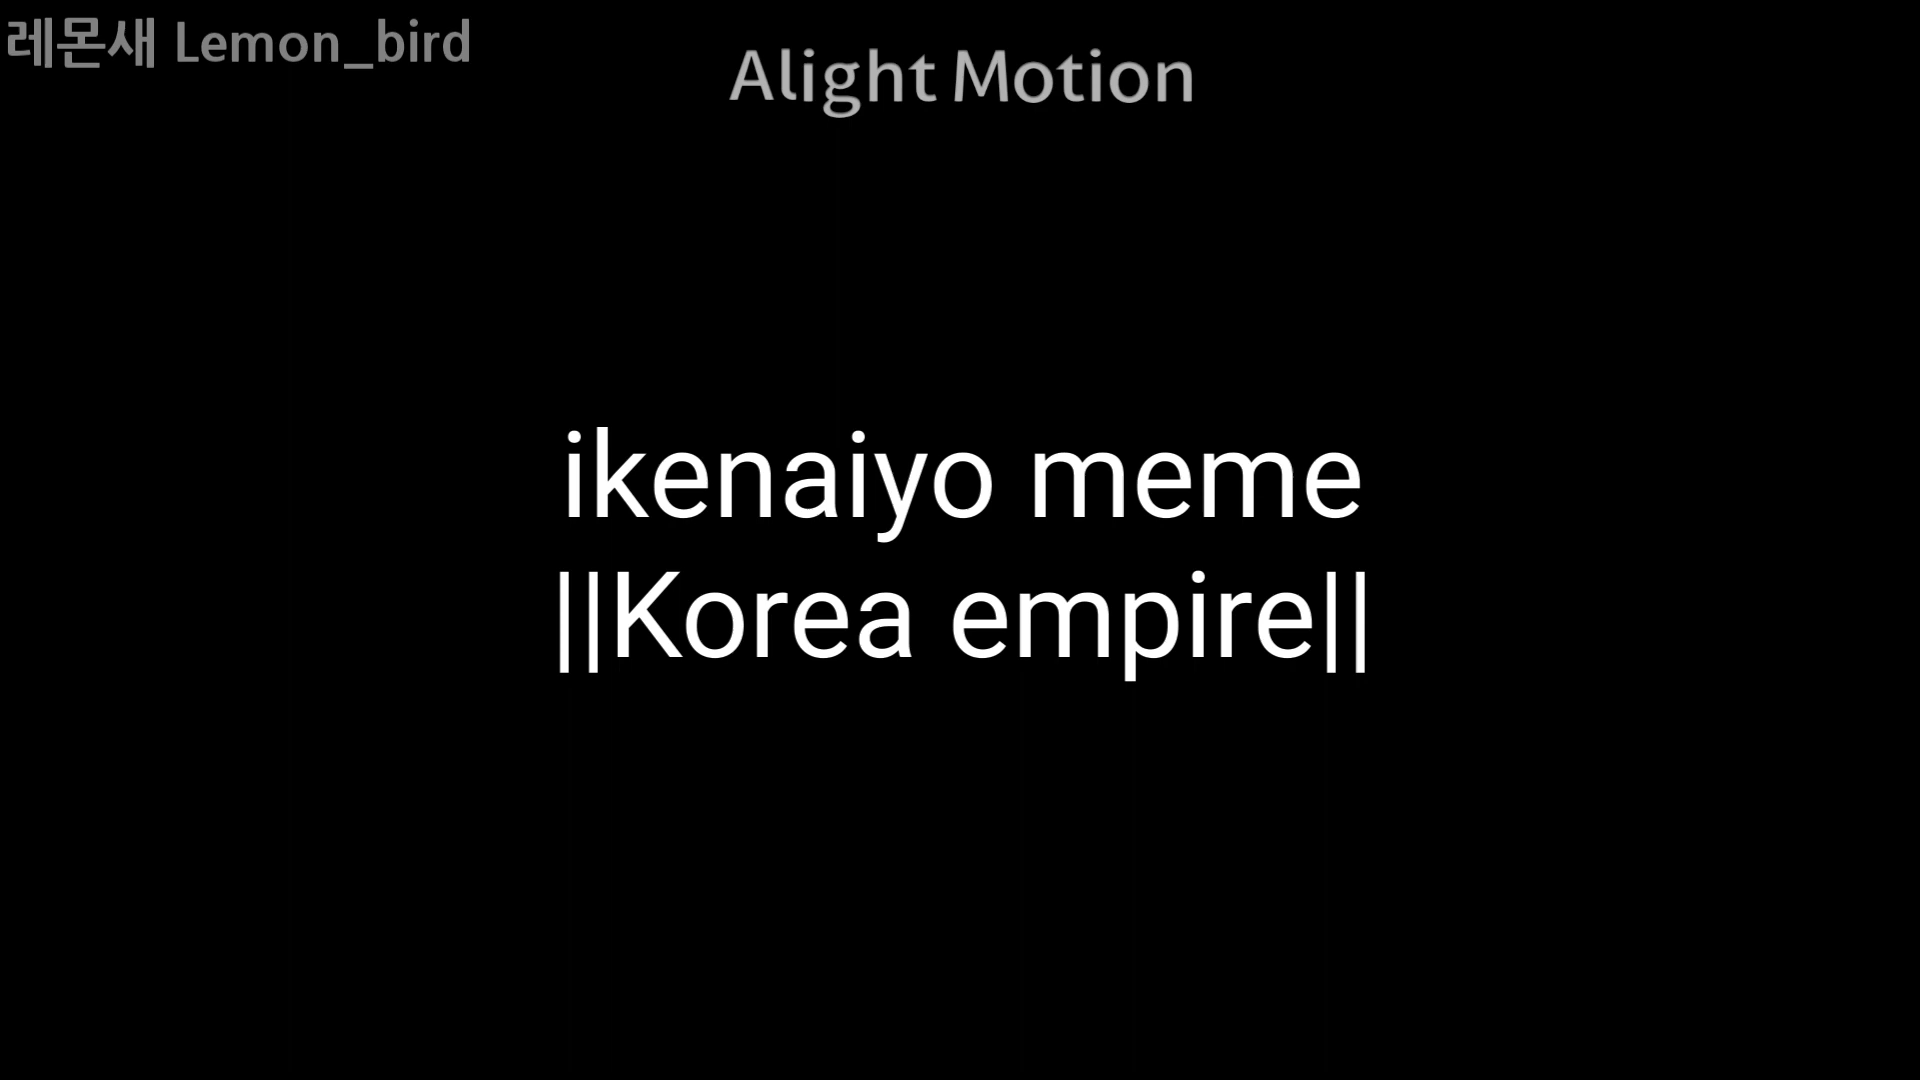 레몬새 Lemon_bird
Alight Motion
ikenaiyo meme
||Korea empire||